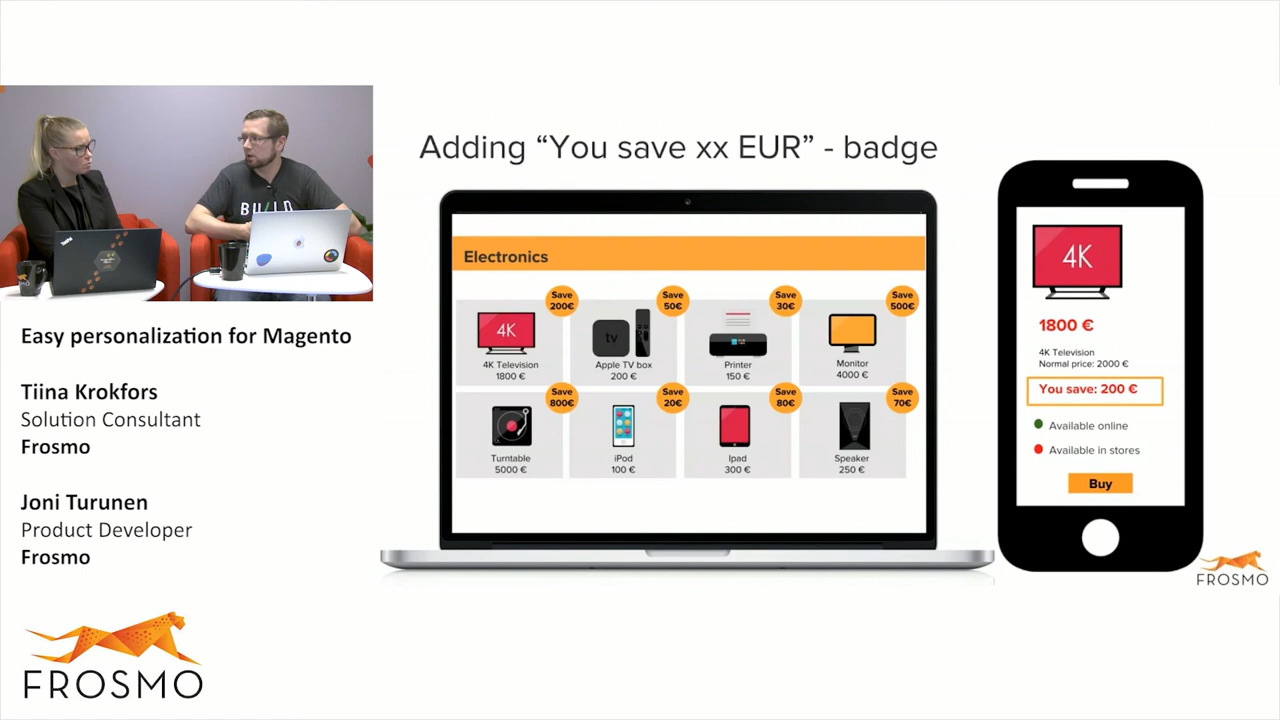 BUILD
ThinkPad
FROSMO
Easy personalization for Magento
Tiina Krokfors
Solution Consultant
Frosmo
Joni Turunen
Product Developer
Frosmo
FROSMO
Adding “You save xx EUR” - badge
Electronics
Save
200€
4K
4K Television
1800 €
Save
50€
tv
Apple TV box
200 €
Save
30€
Printer
150 €
Save
500€
Monitor
4000 €
Save
800€
Turntable
5000 €
Save
20€
iPod
100 €
Save
80€
Ipad
300 €
Save
70€
Speaker
250 €
4K
1800 €
4K Television
Normal price: 2000 €
You save: 200 €
Available online
Available in stores
Buy
FROSMO